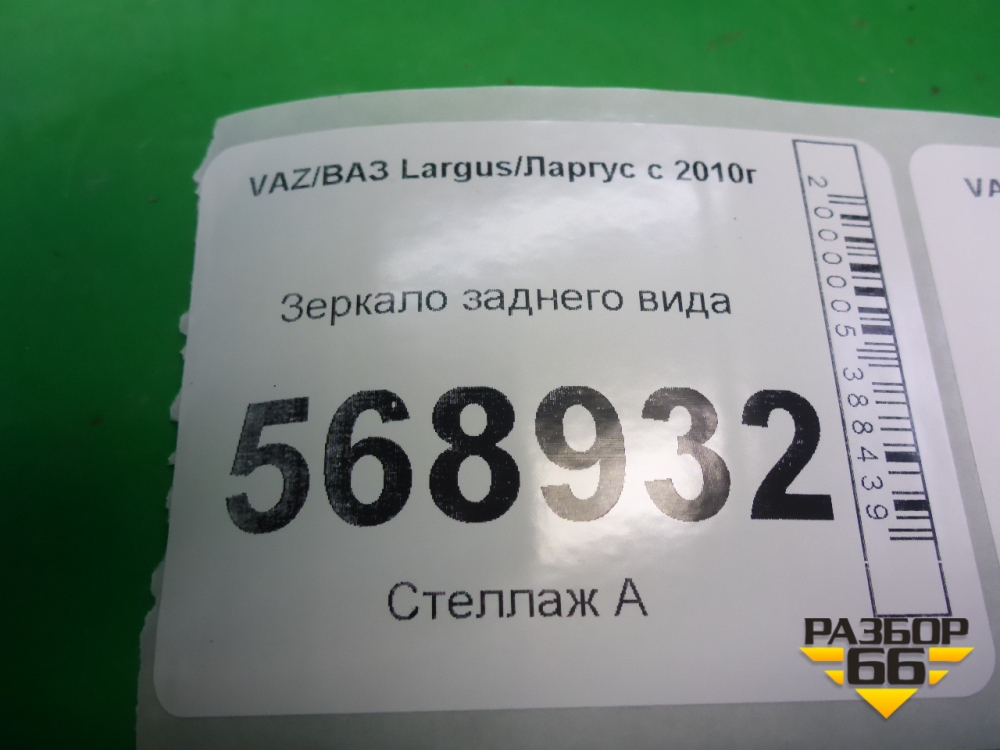 VAZ/ВАЗ Largus/Ларгус с 2010г
Зеркало заднего вида
568932
Стеллаж А
2000005388439
VA
РАЗБОР
66